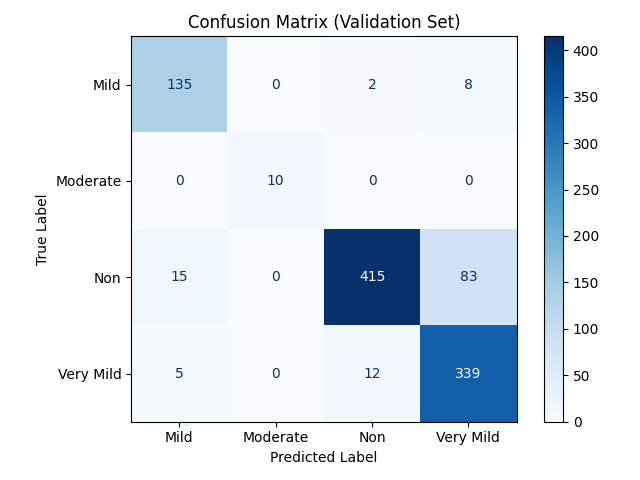 Confusion Matrix (Validation Set)
True Label
Mild 135 0 2 8
Moderate 0 10 0 0
Non 15 0 415 83
Very Mild 5 0 12 339
Mild Moderate Non Very Mild
Predicted Label
400
350
300
250
200
150
100
50
0